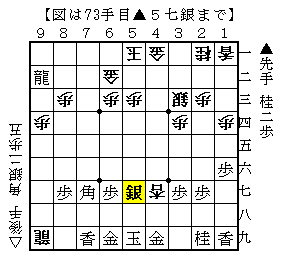 【図は73手目▲５七銀まで】
9 8 7 6 5 4 3 2 1
玉 金 桂 香 一
龍 金 二
歩 歩 歩 銀 歩 三
歩 歩 歩 四
五
歩 六
歩 角 歩 銀 香 歩 歩 七
八
龍 香 金 玉 金 桂 香 九
▲先手 桂二歩
△後手 角銀二歩五